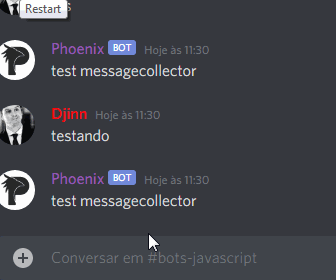 Restart
s
Phoenix BOT Hoje às 11:30
test messagecollector
Djinn Hoje às 11:30
testando
Phoenix BOT Hoje às 11:30
test messagecollector
Conversar em #bots-javascript